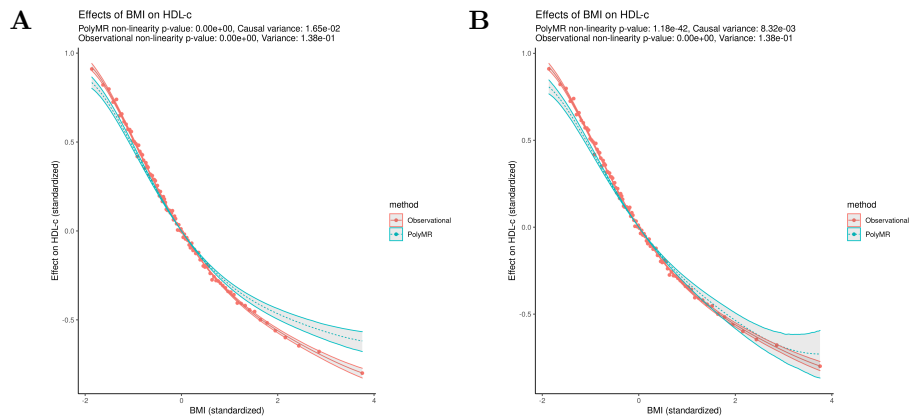 A
Effects of BMI on HDL-c
PolyMR non-linearity p-value: 0.00e+00, Causal variance: 1.65e-02
Observational non-linearity p-value: 0.00e+00, Variance: 1.38e-01
1.0
0.5
0.0
-0.5
Effect on HDL-c (standardized)
-2
0
2
4
BMI (standardized)
method
Observational
PolyMR
B
Effects of BMI on HDL-c
PolyMR non-linearity p-value: 1.18e-42, Causal variance: 8.32e-03
Observational non-linearity p-value: 0.00e+00, Variance: 1.38e-01
1.0
0.5
0.0
-0.5
Effect on HDL-c (standardized)
-2
0
2
4
BMI (standardized)
method
Observational
PolyMR